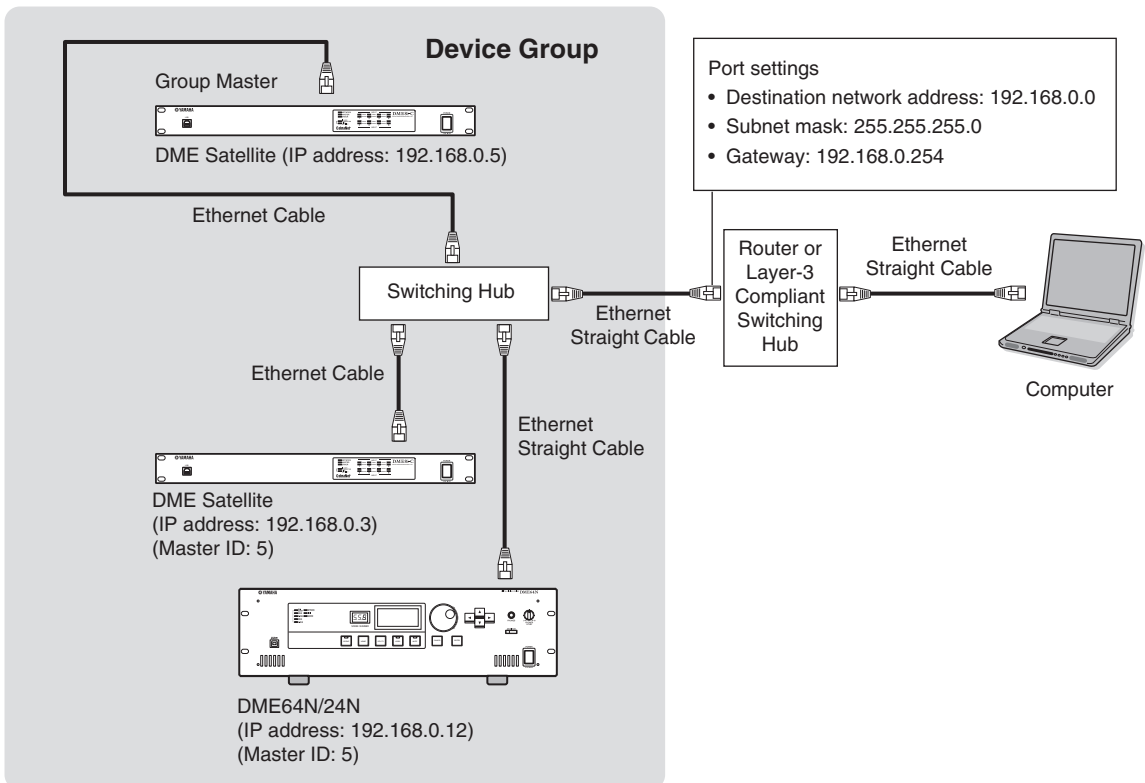 Device Group
Group Master
YAMAHA
DME Satellite (IP address: 192.168.0.5)
Ethernet Cable
Port settings
• Destination network address: 192.168.0.0
• Subnet mask: 255.255.255.0
• Gateway: 192.168.0.254
Switching Hub
Ethernet
Straight Cable
Router or
Layer-3
Compliant
Switching
Hub
Ethernet
Straight Cable
Computer
Ethernet Cable
Ethernet
Straight Cable
YAMAHA
DME Satellite
(IP address: 192.168.0.3)
(Master ID: 5)
YAMAHA
DME64N
DME64N/24N
(IP address: 192.168.0.12)
(Master ID: 5)